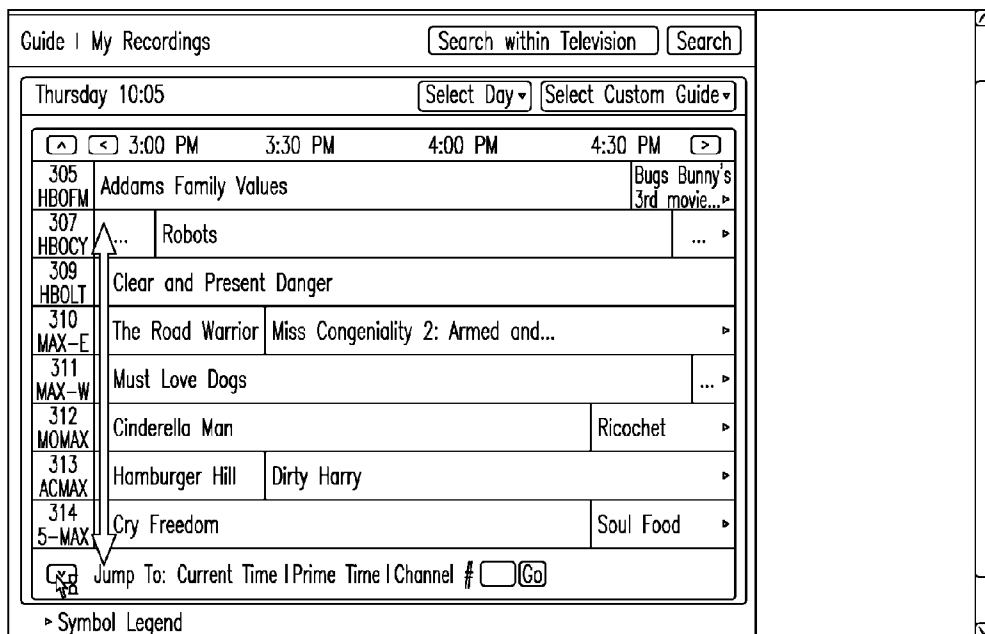 Guide | My Recordings Search within Television Search
Thursday 10:05 Select Day Select Custom Guide
3:00 PM 3:30 PM 4:00 PM 4:30 PM
305 HBOFM Addams Family Values Bugs Bunny's 3rd movie...
307 HBOCY ... Robots ...
309 HBOLT Clear and Present Danger
310 MAX-E The Road Warrior Miss Congeniality 2: Armed and...
311 MAX-W Must Love Dogs ...
312 MOMAX Cinderella Man Ricochet
313 ACMAX Hamburger Hill Dirty Harry
314 5-MAX Cry Freedom Soul Food
Jump To: Current Time | Prime Time | Channel # Go
Symbol Legend